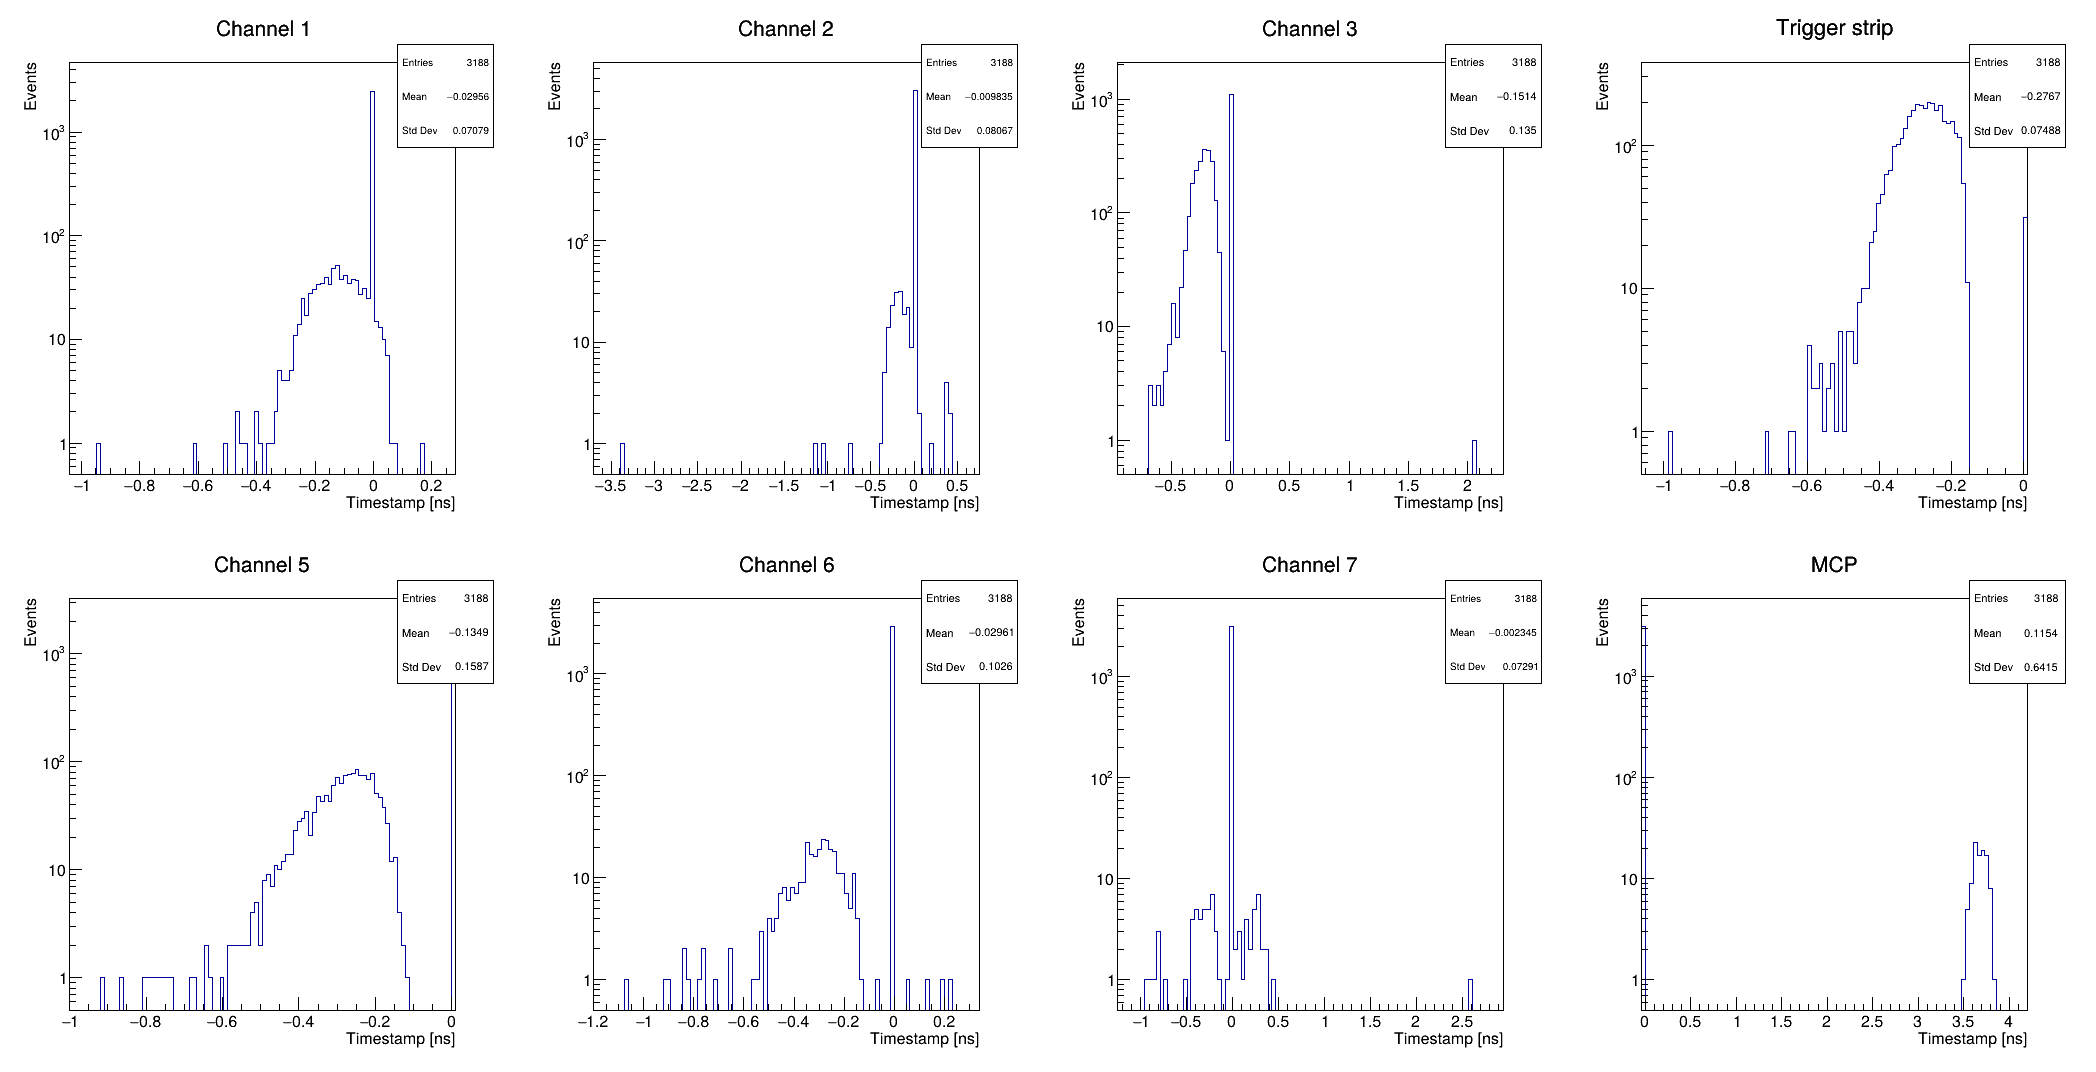 Channel 1
Events
Entries 3188
Mean −0.02956
Std Dev 0.07079
10³
10²
10
1
−1 −0.8 −0.6 −0.4 −0.2 0 0.2
Timestamp [ns]
Channel 2
Events
Entries 3188
Mean −0.009835
Std Dev 0.08067
10³
10²
10
1
−3.5 −3 −2.5 −2 −1.5 −1 −0.5 0 0.5
Timestamp [ns]
Channel 3
Events
Entries 3188
Mean −0.1514
Std Dev 0.135
10³
10²
10
1
−0.5 0 0.5 1 1.5 2
Timestamp [ns]
Trigger strip
Events
Entries 3188
Mean −0.2767
Std Dev 0.07488
10²
10
1
−1 −0.8 −0.6 −0.4 −0.2 0
Timestamp [ns]
Channel 5
Events
Entries 3188
Mean −0.1349
Std Dev 0.1587
10³
10²
10
1
−1 −0.8 −0.6 −0.4 −0.2 0
Timestamp [ns]
Channel 6
Events
Entries 3188
Mean −0.02961
Std Dev 0.1026
10³
10²
10
1
−1.2 −1 −0.8 −0.6 −0.4 −0.2 0 0.2
Timestamp [ns]
Channel 7
Events
Entries 3188
Mean −0.002345
Std Dev 0.07291
10³
10²
10
1
−1 −0.5 0 0.5 1 1.5 2 2.5
Timestamp [ns]
MCP
Events
Entries 3188
Mean 0.1154
Std Dev 0.6415
10³
10²
10
1
0 0.5 1 1.5 2 2.5 3 3.5 4
Timestamp [ns]